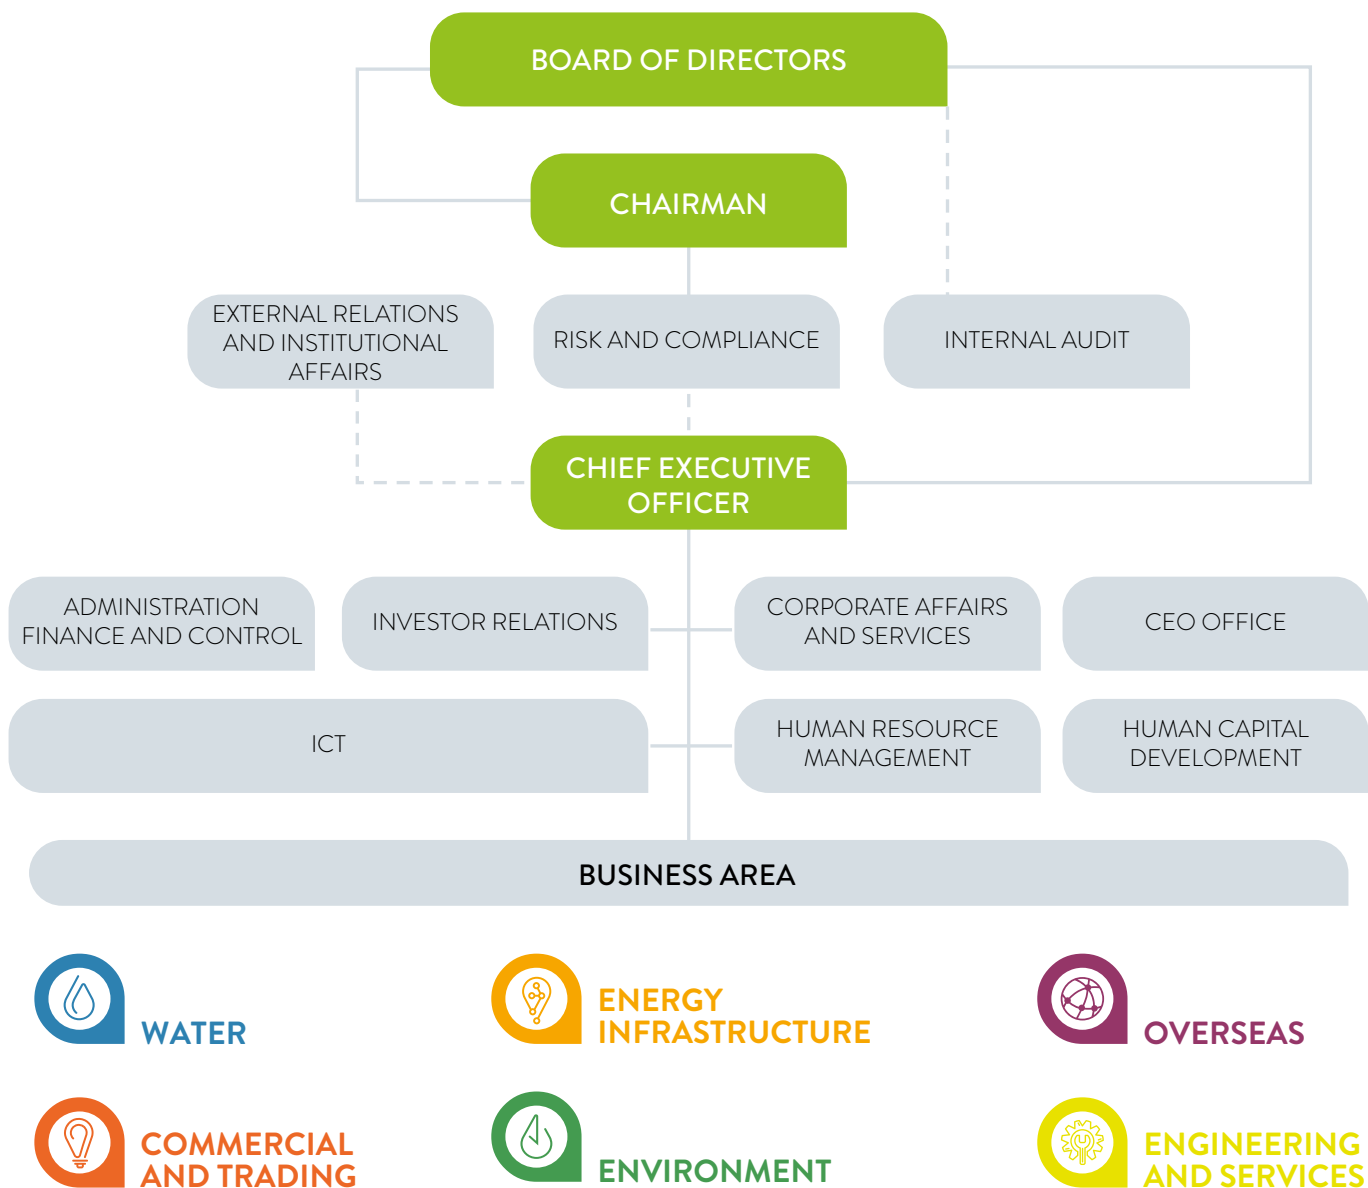 BOARD OF DIRECTORS
CHAIRMAN
EXTERNAL RELATIONS
AND INSTITUTIONAL
AFFAIRS
RISK AND COMPLIANCE
INTERNAL AUDIT
CHIEF EXECUTIVE
OFFICER
ADMINISTRATION
FINANCE AND CONTROL
INVESTOR RELATIONS
CORPORATE AFFAIRS
AND SERVICES
CEO OFFICE
ICT
HUMAN RESOURCE
MANAGEMENT
HUMAN CAPITAL
DEVELOPMENT
BUSINESS AREA
WATER
ENERGY
INFRASTRUCTURE
OVERSEAS
COMMERCIAL
AND TRADING
ENVIRONMENT
ENGINEERING
AND SERVICES